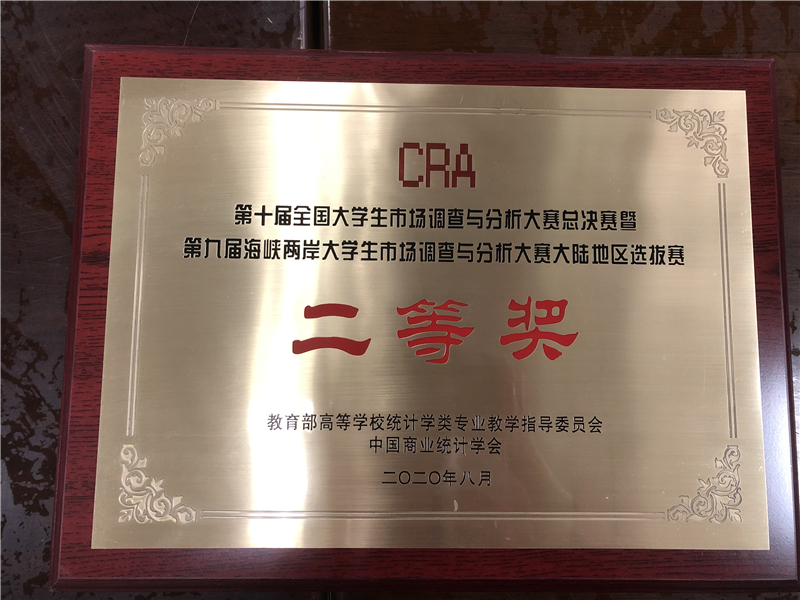 CRA
第十届全国大学生市场调查与分析大赛总决赛暨
第九届海峡两岸大学生市场调查与分析大赛大陆地区选拔赛
二等奖
教育部高等学校统计学类专业教学指导委员会
中国商业统计学会
二〇二〇年八月